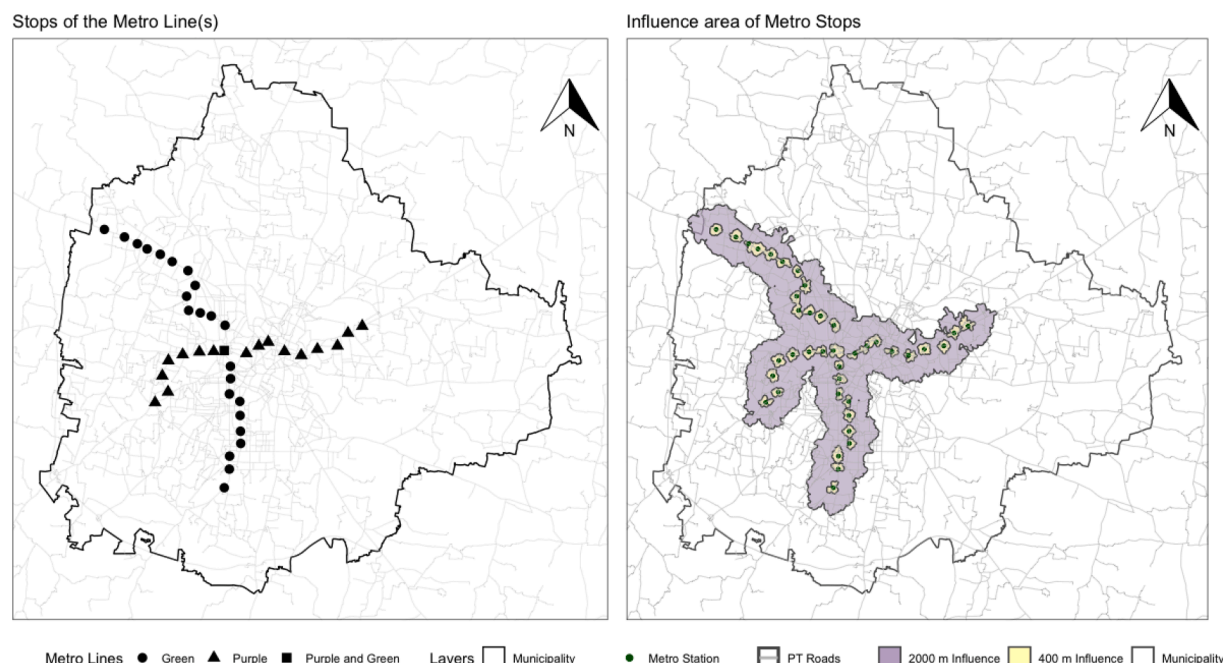 Stops of the Metro Line(s)
Influence area of Metro Stops
N
N
Metro Lines Green Purple Purple and Green Layers Municipality
Metro Station PT Roads 2000 m Influence 400 m Influence Municipality